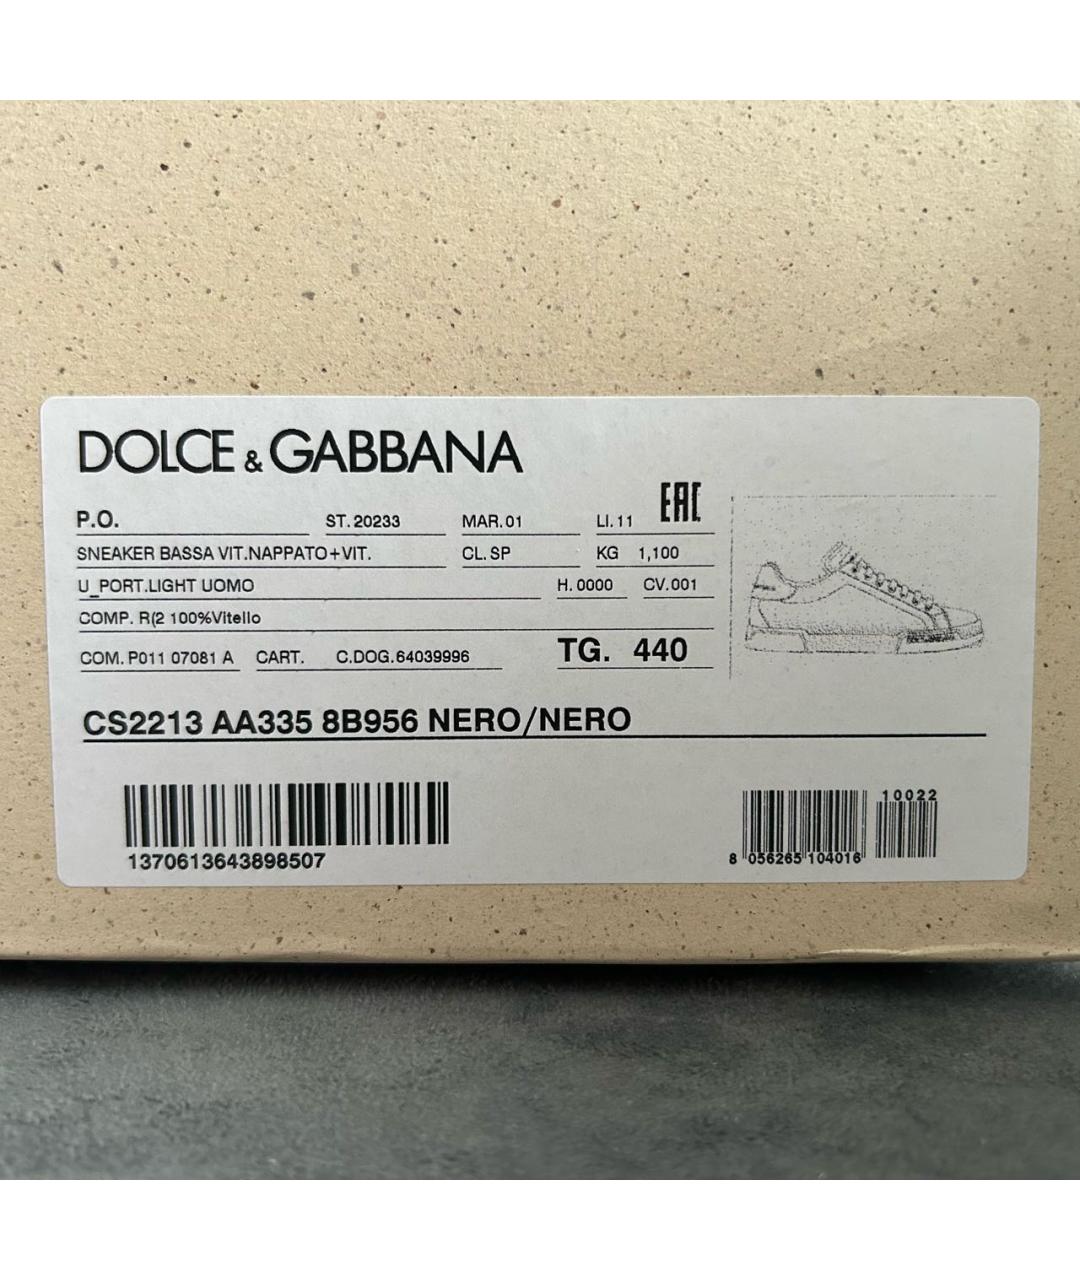 DOLCE & GABBANA
EAC
P.O. ST. 20233 MAR. 01 LI. 11
SNEAKER BASSA VIT.NAPPATO+VIT. CL. SP KG 1,100
U_PORT.LIGHT UOMO H. 0000 CV. 001
COMP. R(2 100%Vitello
COM. P011 07081 A CART. C.DOG. 64039996 TG. 440
CS2213 AA335 8B956 NERO/NERO
1370613643898507
10022
8 056265 104016